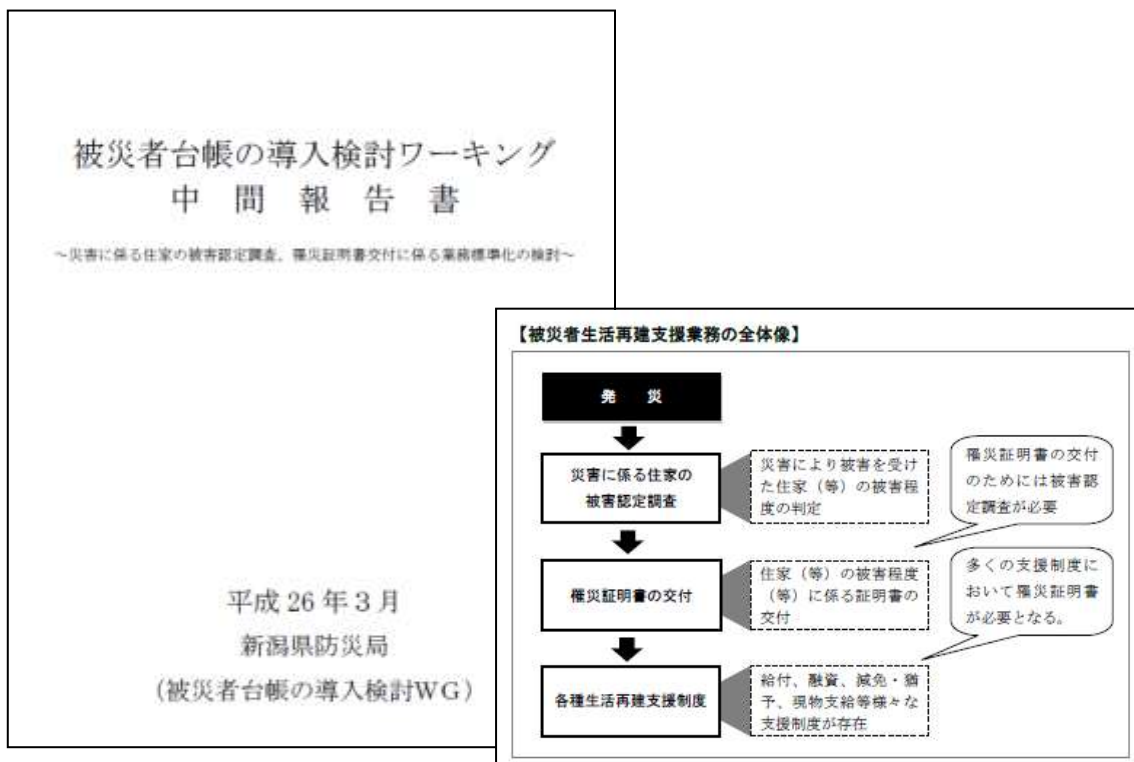 被災者台帳の導入検討ワーキング
中間報告書
～災害に係る住家の被害認定調査、罹災証明書交付に係る業務標準化の検討～
平成26年3月
新潟県防災局
(被災者台帳の導入検討WG)
【被災者生活再建支援業務の全体像】
発 災
災害に係る住家の
被害認定調査
災害により被害を受け
た住家(等)の被害程
度の判定
罹災証明書の交付
のためには被害認
定調査が必要
罹災証明書の交付
住家(等)の被害程度
(等)に係る証明書の
交付
多くの支援制度に
おいて罹災証明書
が必要となる。
各種生活再建支援制度
給付、融資、減免・猶
予、現物支給等様々な
支援制度が存在